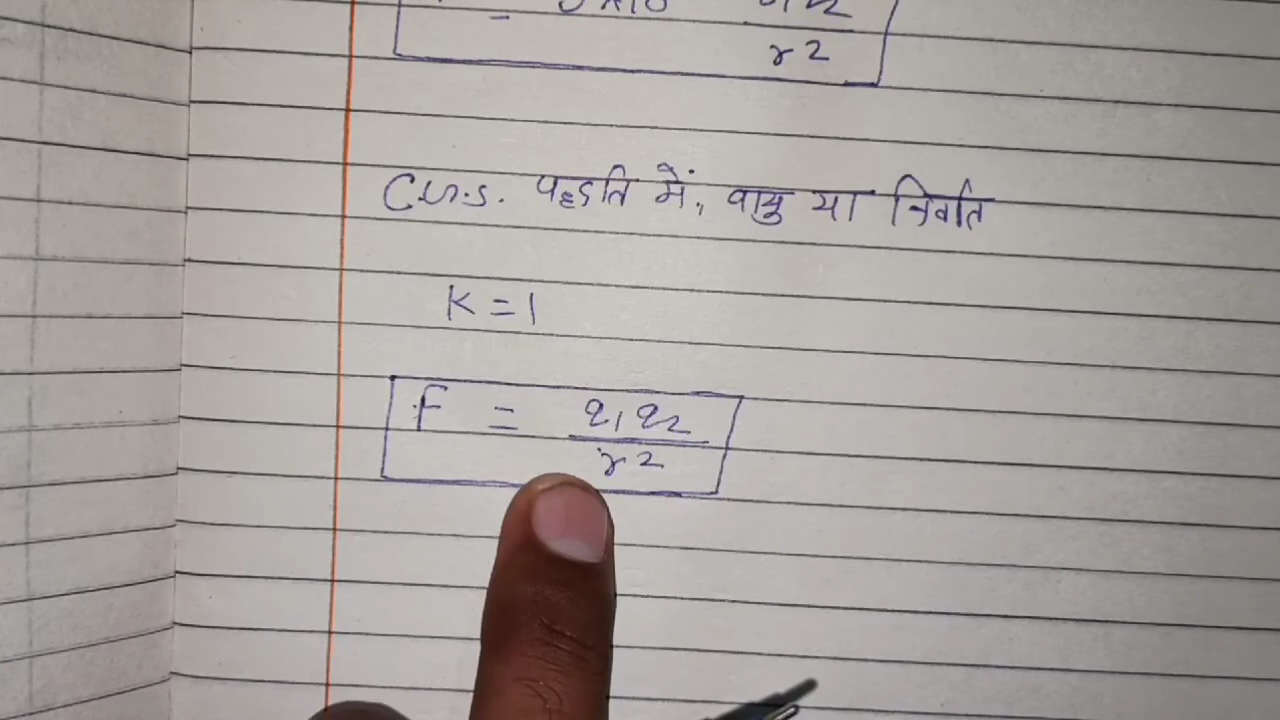 r2
C.G.S. पद्धति में, वायु या निर्वात
K = 1
F = q1q2
r2